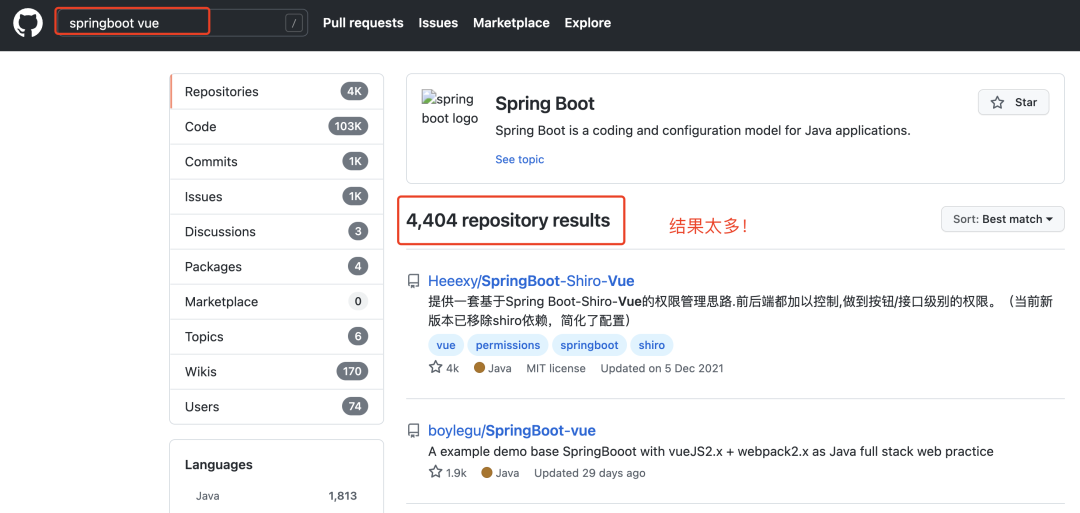 springboot vue
/
Pull requests Issues Marketplace Explore
Repositories 4K
Code 103K
Commits 1K
Issues 1K
Discussions 3
Packages 4
Marketplace 0
Topics 6
Wikis 170
Users 74
Languages
Java 1,813
spring
boot logo
Spring Boot
Star
Spring Boot is a coding and configuration model for Java applications.
See topic
4,404 repository results
结果太多!
Sort: Best match
Heeexy/SpringBoot-Shiro-Vue
提供一套基于Spring Boot-Shiro-Vue的权限管理思路.前后端都加以控制,做到按钮/接口级别的权限。（当前新
版本已移除shiro依赖，简化了配置）
vue permissions springboot shiro
4k Java MIT license Updated on 5 Dec 2021
boylegu/SpringBoot-vue
A example demo base SpringBooot with vueJS2.x + webpack2.x as Java full stack web practice
1.9k Java Updated 29 days ago